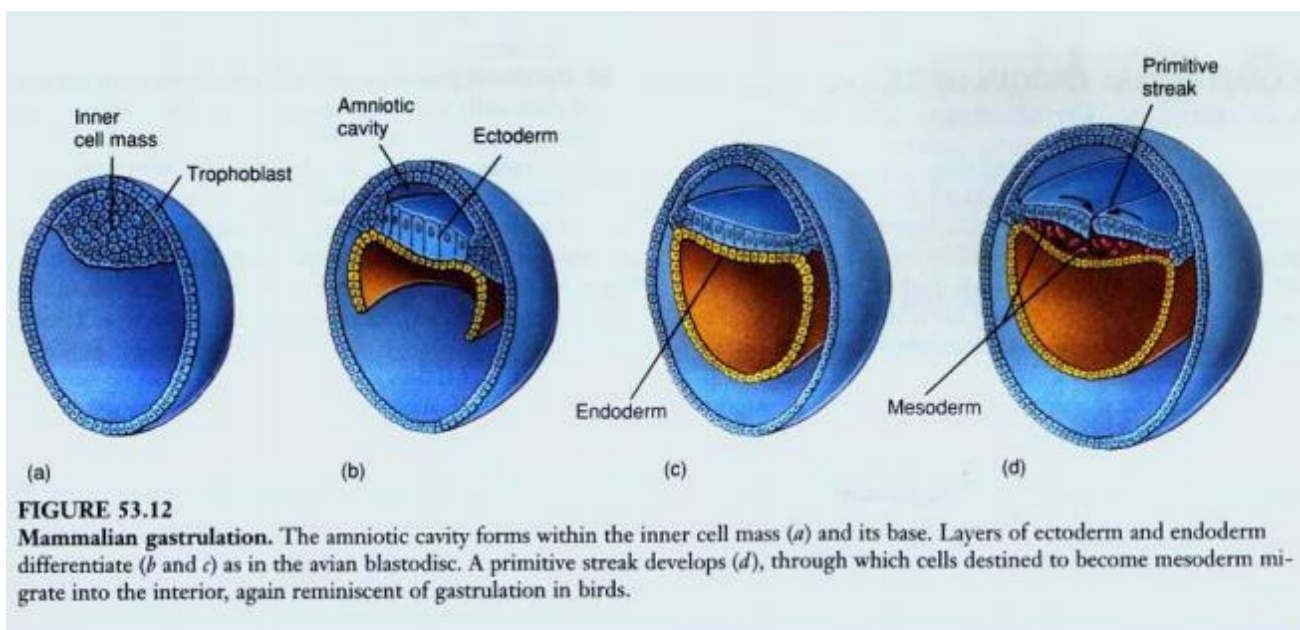 Inner
cell mass
Trophoblast
Amniotic
cavity
Ectoderm
Endoderm
Primitive
streak
Mesoderm
(a)
(b)
(c)
(d)
FIGURE 53.12
Mammalian gastrulation. The amniotic cavity forms within the inner cell mass (a) and its base. Layers of ectoderm and endoderm
differentiate (b and c) as in the avian blastodisc. A primitive streak develops (d), through which cells destined to become mesoderm mi-
grate into the interior, again reminiscent of gastrulation in birds.